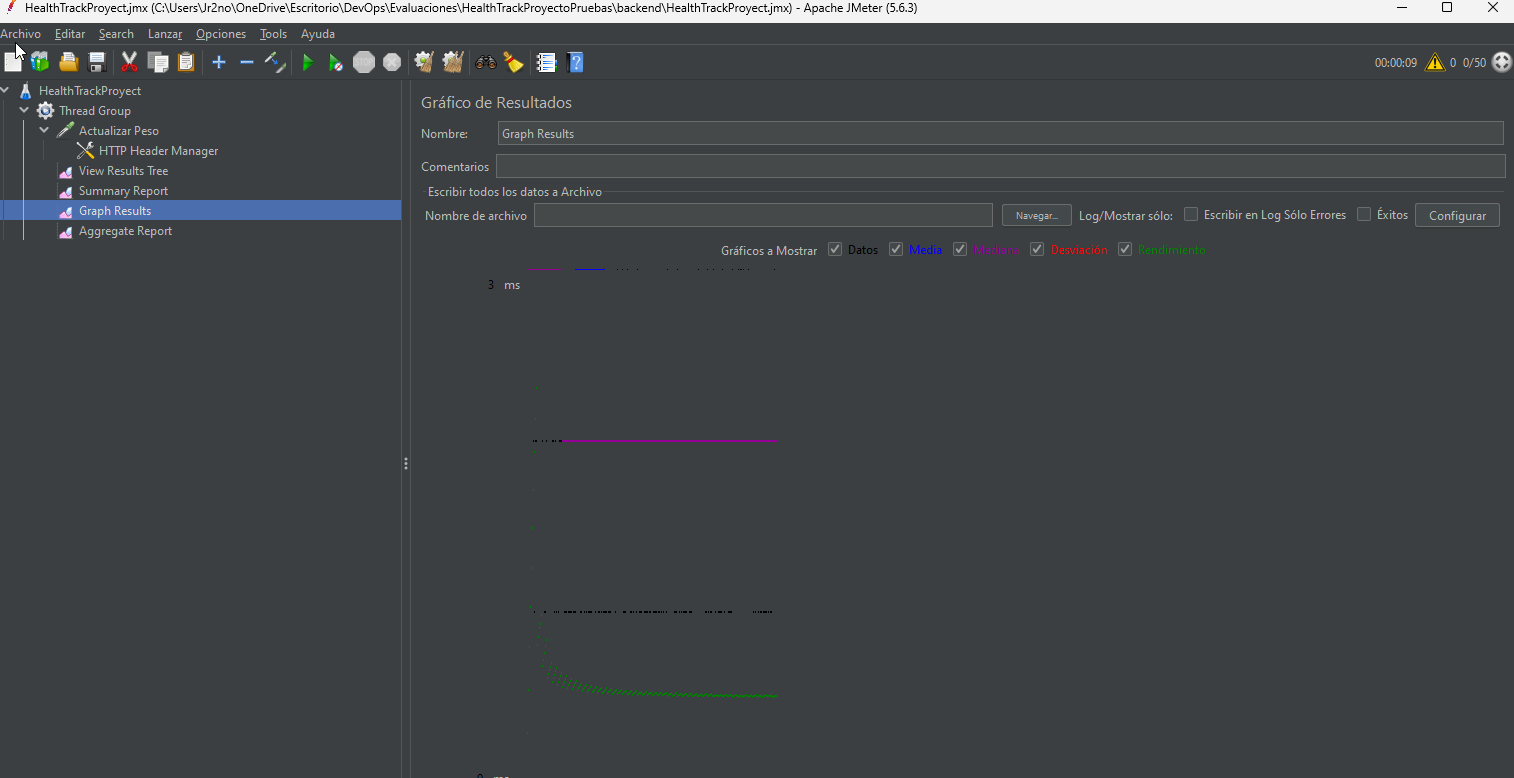 HealthTrackProyect.jmx (C:\Users\Jr2no\OneDrive\Escritorio\DevOps\Evaluaciones\HealthTrackProyectoPruebas\backend\HealthTrackProyect.jmx) - Apache JMeter (5.6.3)
Archivo Editar Search Lanzar Opciones Tools Ayuda
STOP 00:00:09 0 0/50
HealthTrackProyect
Thread Group
Actualizar Peso
HTTP Header Manager
View Results Tree
Summary Report
Graph Results
Aggregate Report
Gráfico de Resultados
Nombre: Graph Results
Comentarios
Escribir todos los datos a Archivo
Nombre de archivo Navegar... Log/Mostrar sólo: Escribir en Log Sólo Errores Éxitos Configurar
Gráficos a Mostrar Datos Media Mediana Desviación Rendimiento
3 ms